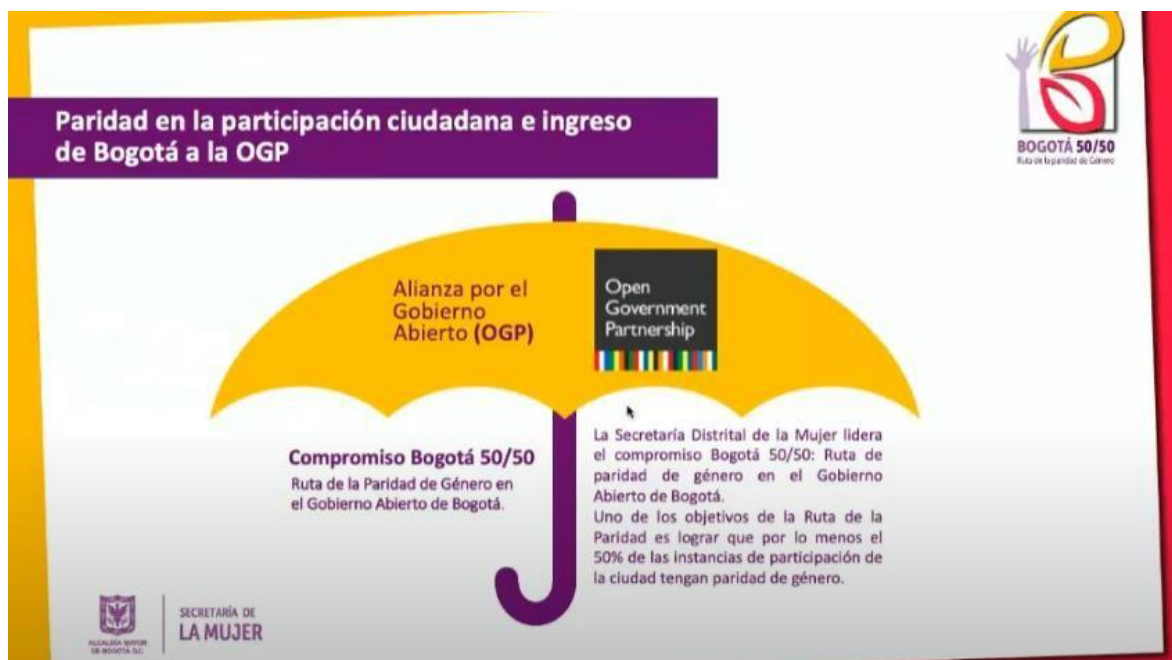 Paridad en la participación ciudadana e ingreso
de Bogotá a la OGP
BOGOTÁ 50/50
Ruta de la paridad de Género
Alianza por el
Gobierno
Abierto (OGP)
Open
Government
Partnership
Compromiso Bogotá 50/50
Ruta de la Paridad de Género en
el Gobierno Abierto de Bogotá.
La Secretaría Distrital de la Mujer lidera
el compromiso Bogotá 50/50: Ruta de
paridad de género en el Gobierno
Abierto de Bogotá.
Uno de los objetivos de la Ruta de la
Paridad es lograr que por lo menos el
50% de las instancias de participación de
la ciudad tengan paridad de género.
ALCALDÍA MAYOR
DE BOGOTÁ D.C.
SECRETARÍA DE
LA MUJER